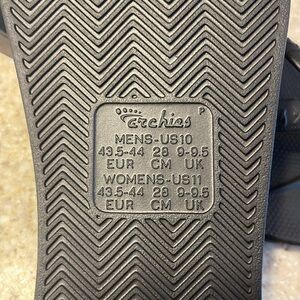 archies
P
MENS-US10
43.5-44 28 9-9.5
EUR CM UK
WOMENS-US11
43.5-44 28 9-9.5
EUR CM UK